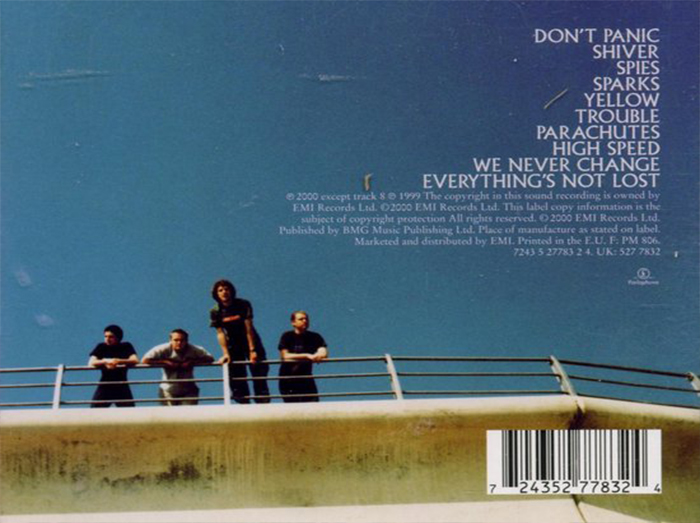 DON'T PANIC
SHIVER
SPIES
SPARKS
YELLOW
TROUBLE
PARACHUTES
HIGH SPEED
WE NEVER CHANGE
EVERYTHING'S NOT LOST
℗ 2000 except track 8 ℗ 1999 The copyright in this sound recording is owned by
EMI Records Ltd. ©2000 EMI Records Ltd. This label copy information is the
subject of copyright protection All rights reserved. ©2000 EMI Records Ltd.
Published by BMG Music Publishing Ltd. Place of manufacture as stated on label.
Marketed and distributed by EMI. Printed in the E.U. F: PM 806.
7243 5 27783 2 4. UK: 527 7832
Parlophone
7 24352 77832 4